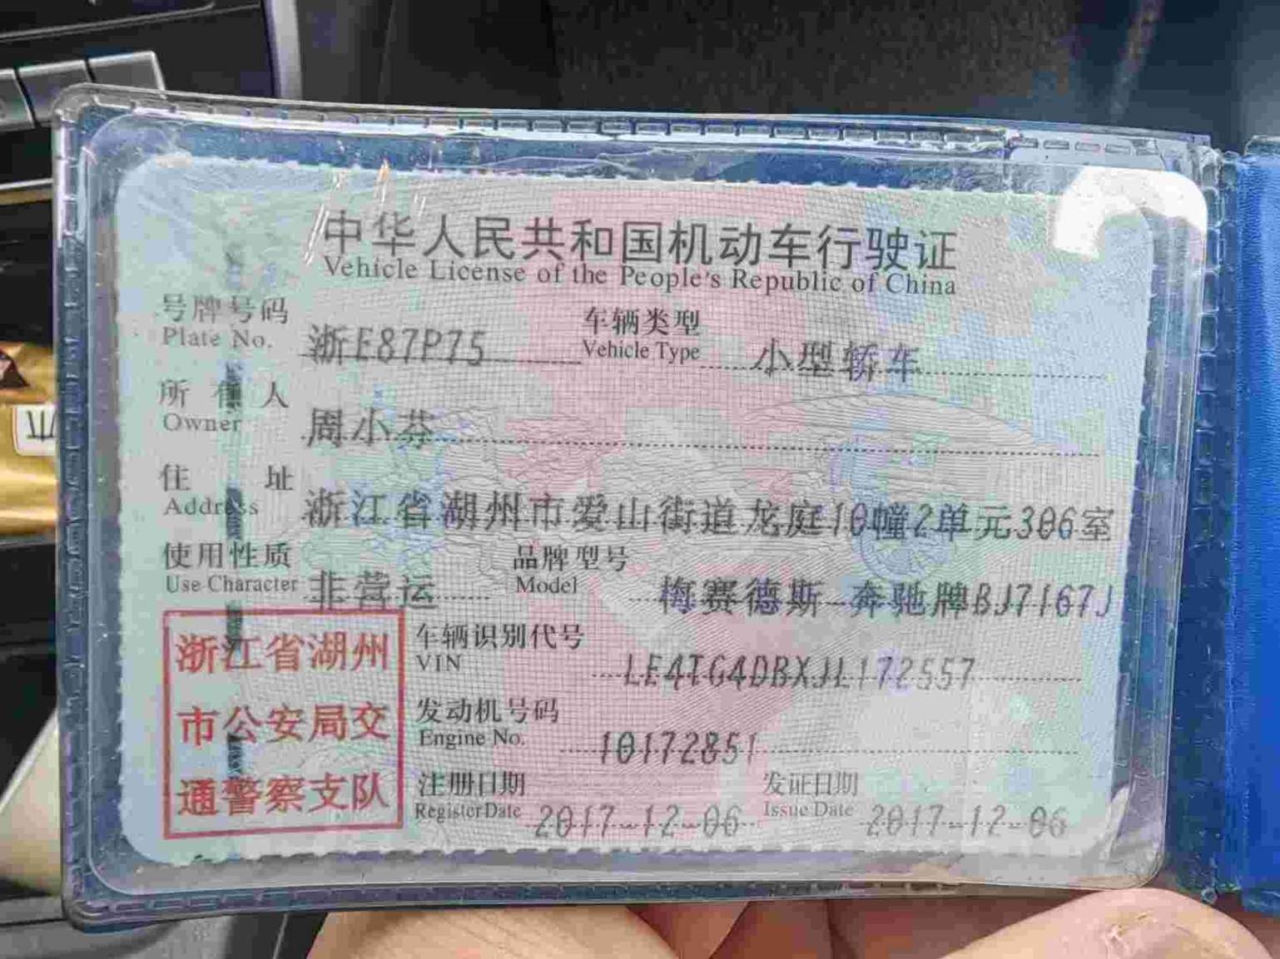 中华人民共和国机动车行驶证
Vehicle License of the People's Republic of China
号牌号码 浙E87P75 车辆类型 小型轿车
Plate No. Vehicle Type
所有人 周小芬
Owner
住址 浙江省湖州市爱山街道龙庭10幢2单元306室
Address
使用性质 非营运 品牌型号 梅赛德斯-奔驰牌BJ7167J
Use Character Model
浙江省湖州
市公安局交
通警察支队
车辆识别代号 LE4TG4DBXJL172557
VIN
发动机号码 10172851
Engine No.
注册日期 2017-12-06 发证日期 2017-12-06
Register Date Issue Date